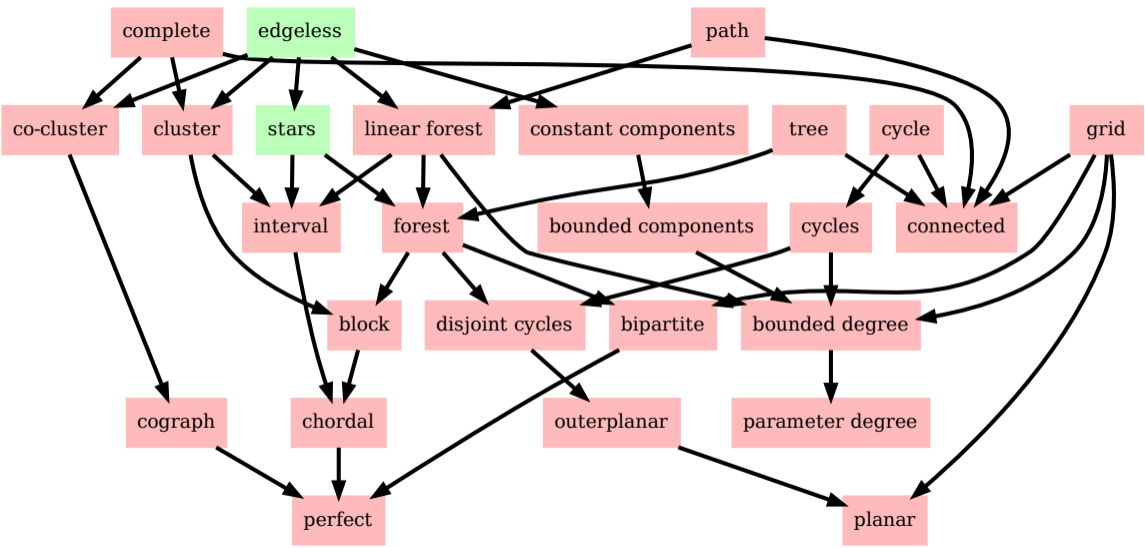 complete
edgeless
path
co-cluster
cluster
stars
linear forest
constant components
tree
cycle
grid
interval
forest
bounded components
cycles
connected
block
disjoint cycles
bipartite
bounded degree
cograph
chordal
outerplanar
parameter degree
perfect
planar